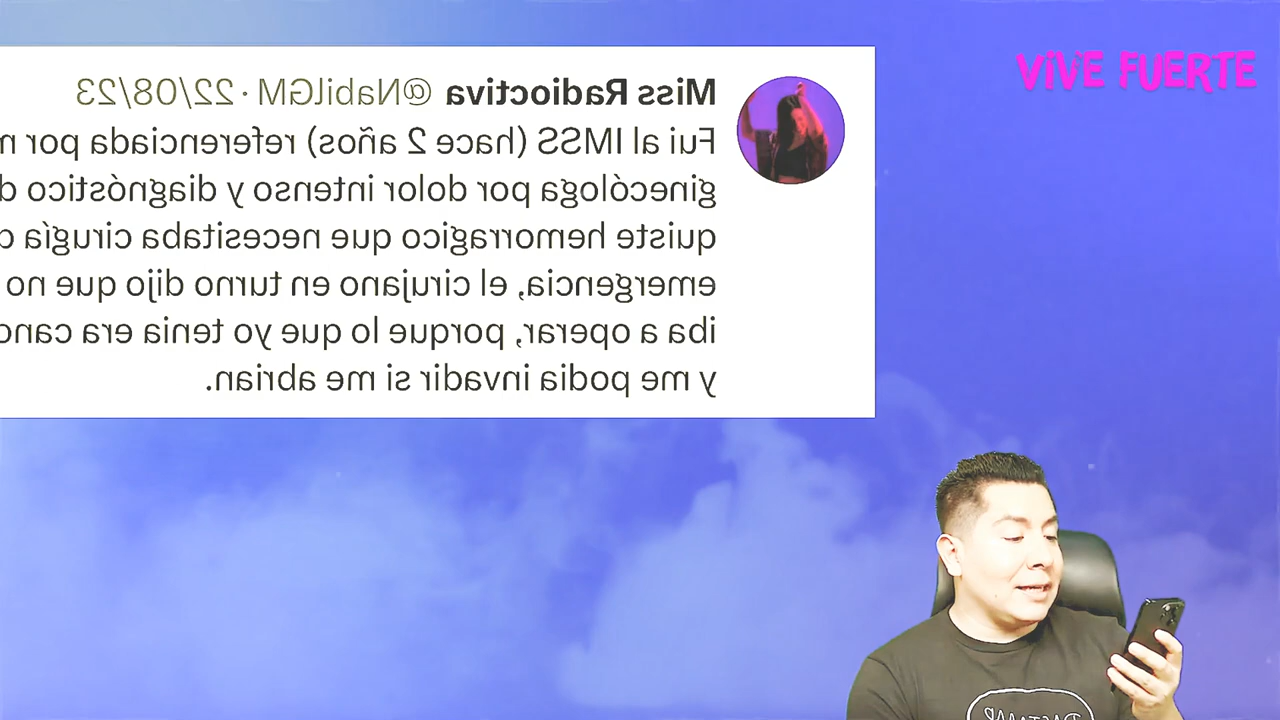 VIVE FUERTE
Miss Radioctiva @NabilGM · 22/08/23
Fui al IMSS (hace 2 años) referenciada por
ginecóloga por dolor intenso y diagnóstico
quiste hemorragico que necesitaba cirugía
emergencia, el cirujano en turno dijo que no
iba a operar, porque lo que yo tenia era
y me podia invadir si me abrian.